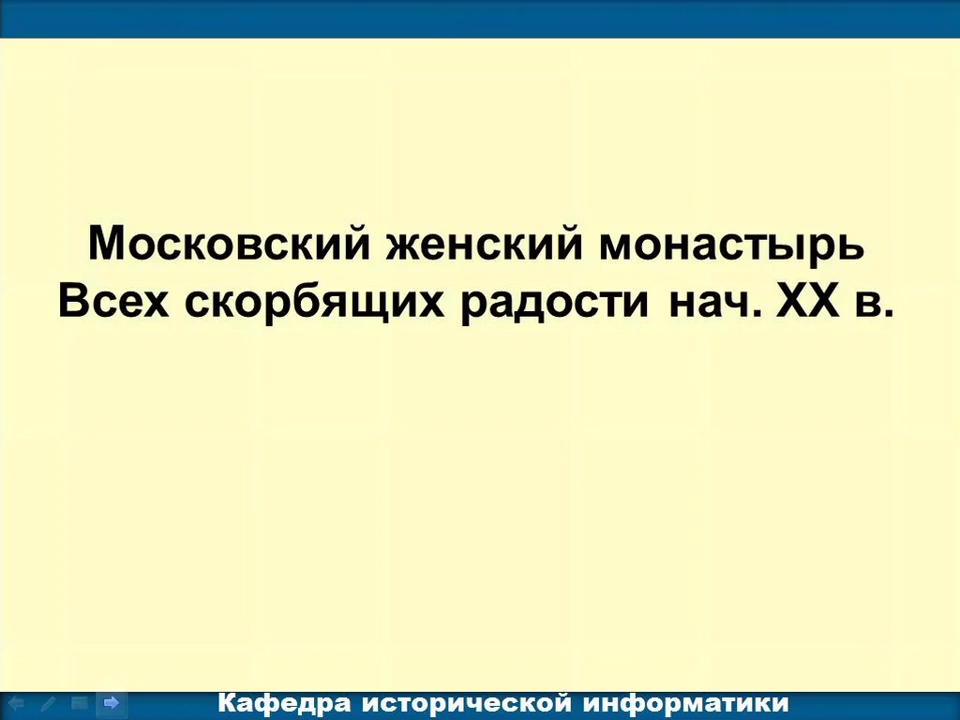 Московский женский монастырь
Всех скорбящих радости нач. XX в.
Кафедра исторической информатики